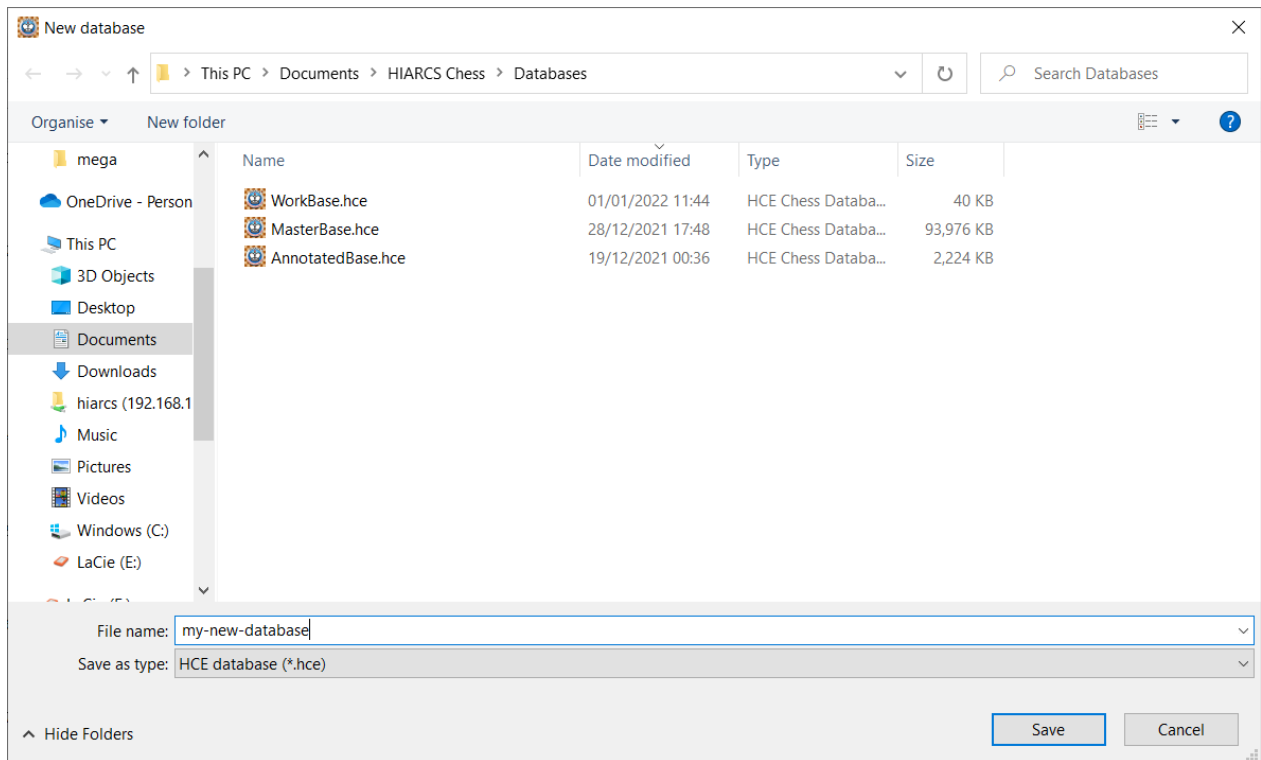 New database
This PC > Documents > HIARCS Chess > Databases
Search Databases
Organise
New folder
mega
OneDrive - Person
This PC
3D Objects
Desktop
Documents
Downloads
hiarcs (192.168.1
Music
Pictures
Videos
Windows (C:)
LaCie (E:)
Name Date modified Type Size
WorkBase.hce 01/01/2022 11:44 HCE Chess Databa... 40 KB
MasterBase.hce 28/12/2021 17:48 HCE Chess Databa... 93,976 KB
AnnotatedBase.hce 19/12/2021 00:36 HCE Chess Databa... 2,224 KB
File name: my-new-database
Save as type: HCE database (*.hce)
Hide Folders
Save
Cancel